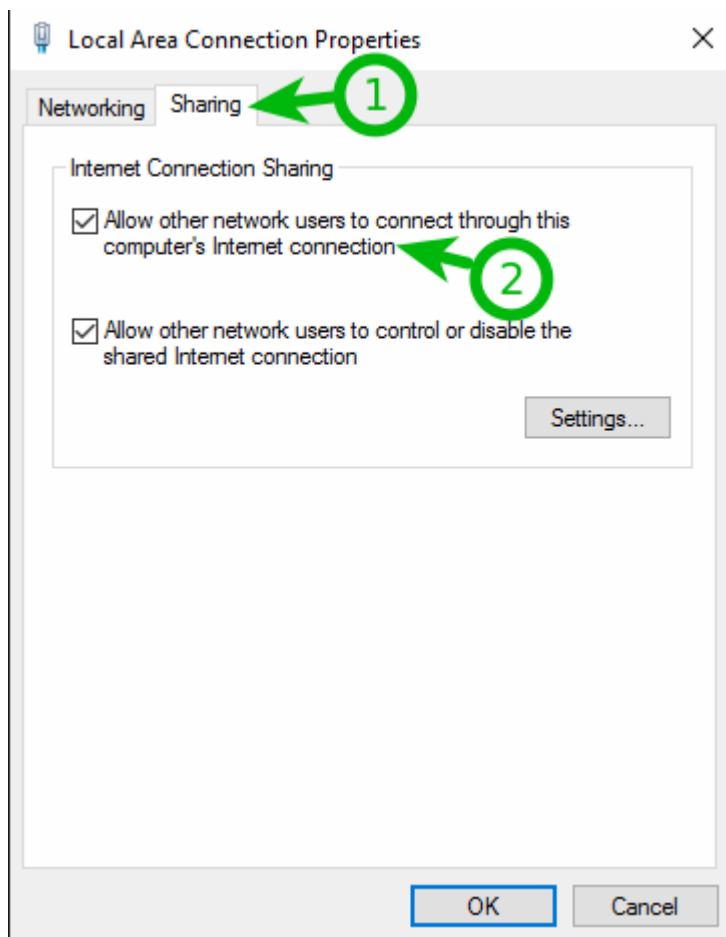 Local Area Connection Properties
Networking
Sharing
1
Internet Connection Sharing
Allow other network users to connect through this
computer's Internet connection
2
Allow other network users to control or disable the
shared Internet connection
Settings...
OK
Cancel